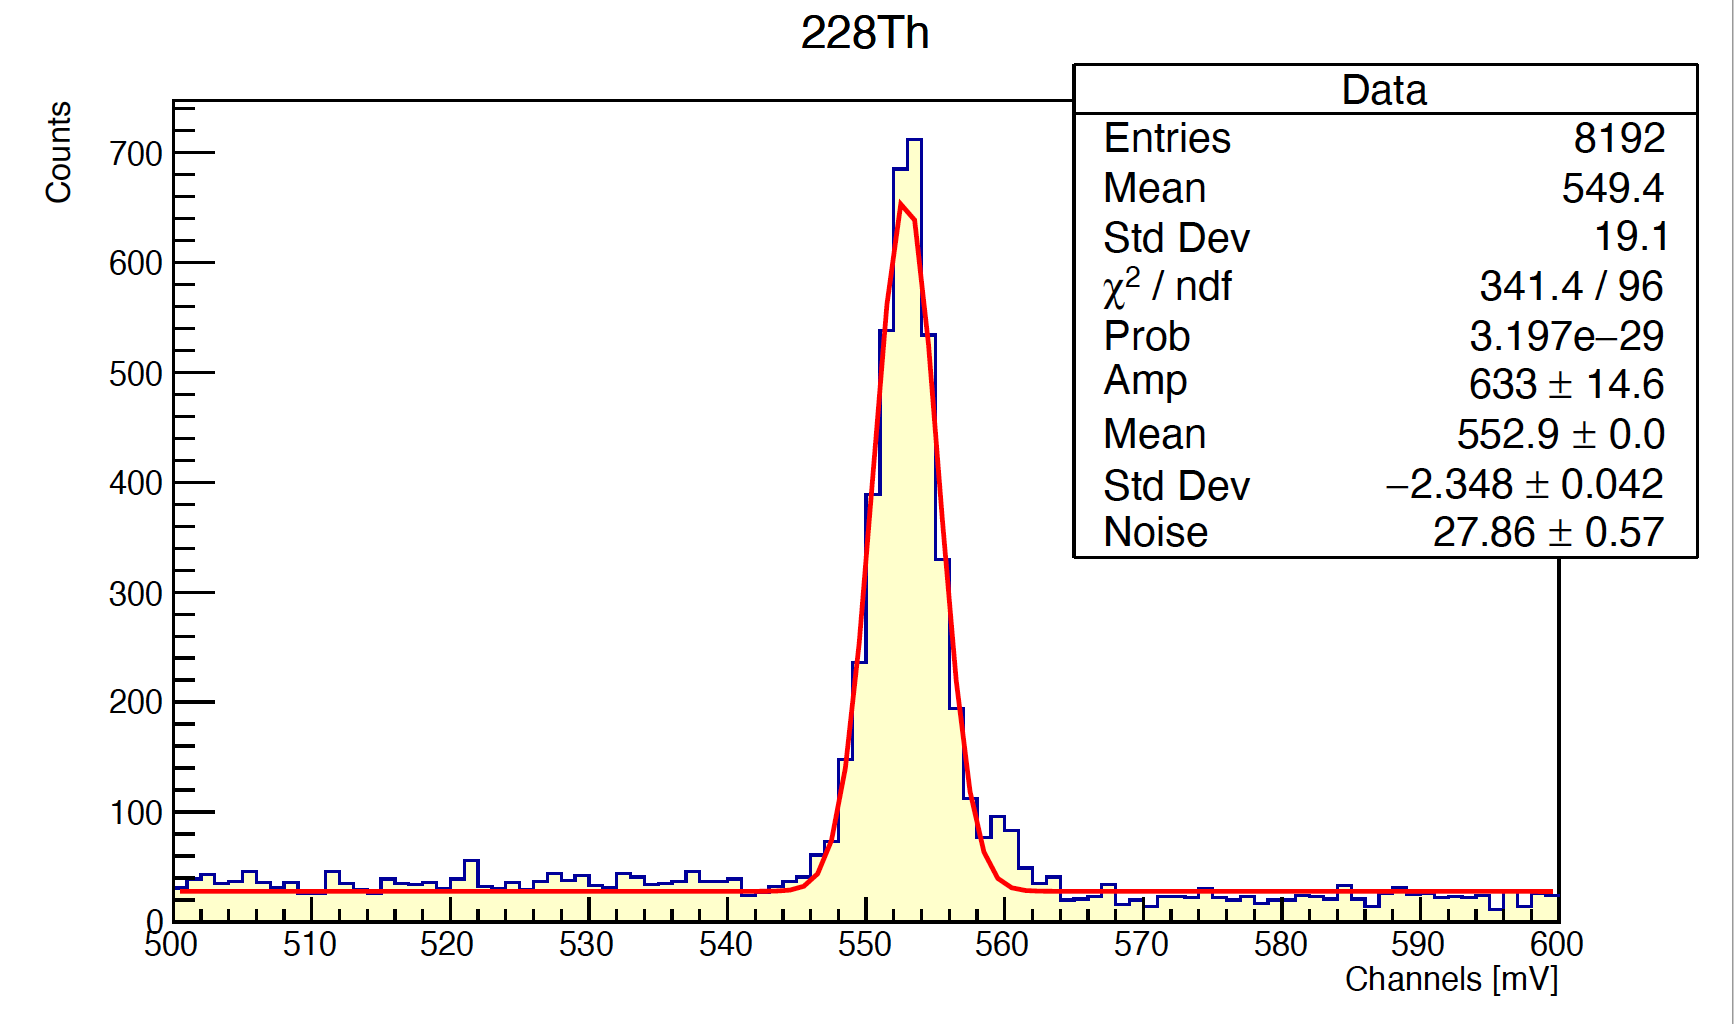 228Th
Counts
Data
Entries 8192
Mean 549.4
Std Dev 19.1
χ² / ndf 341.4 / 96
Prob 3.197e−29
Amp 633 ± 14.6
Mean 552.9 ± 0.0
Std Dev −2.348 ± 0.042
Noise 27.86 ± 0.57
700
600
500
400
300
200
100
0
500 510 520 530 540 550 560 570 580 590 600
Channels [mV]